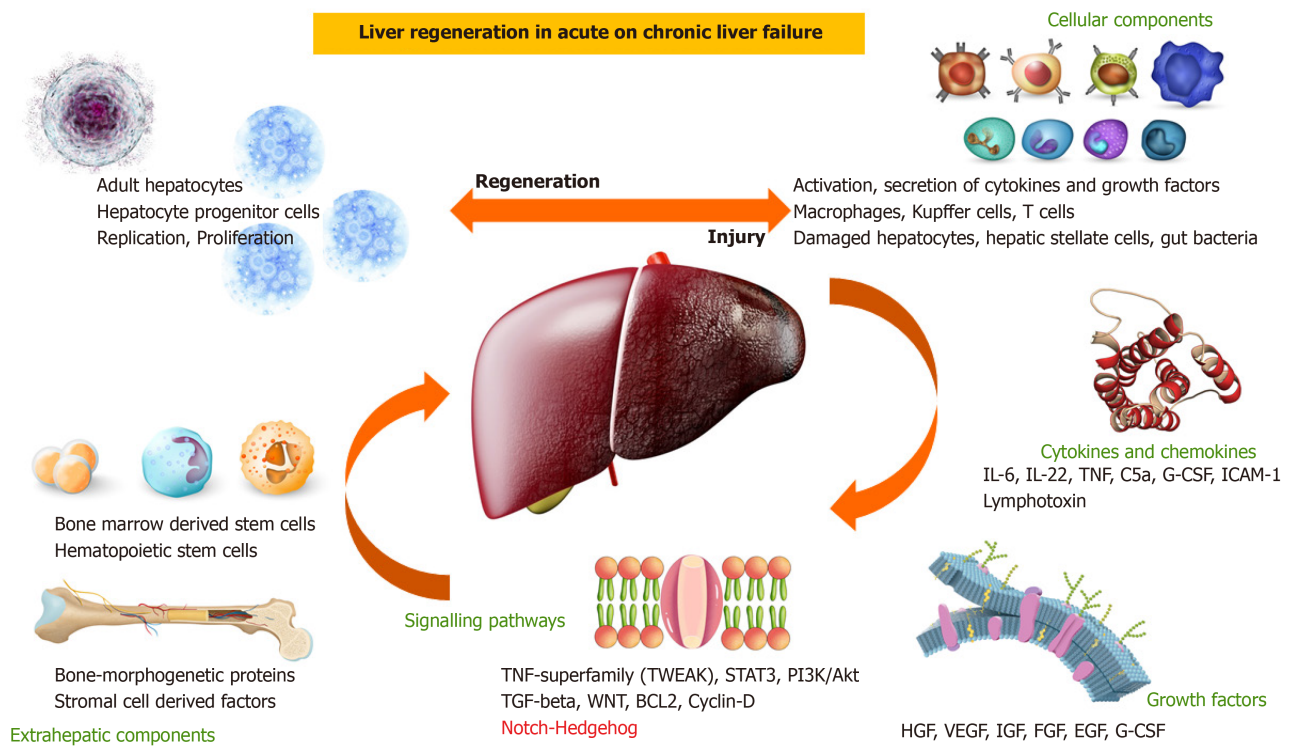 Liver regeneration in acute on chronic liver failure
Cellular components
Adult hepatocytes
Hepatocyte progenitor cells
Replication, Proliferation
Regeneration
Injury
Activation, secretion of cytokines and growth factors
Macrophages, Kupffer cells, T cells
Damaged hepatocytes, hepatic stellate cells, gut bacteria
Cytokines and chemokines
IL-6, IL-22, TNF, C5a, G-CSF, ICAM-1
Lymphotoxin
Bone marrow derived stem cells
Hematopoietic stem cells
Bone-morphogenetic proteins
Stromal cell derived factors
Extrahepatic components
Signalling pathways
TNF-superfamily (TWEAK), STAT3, PI3K/Akt
TGF-beta, WNT, BCL2, Cyclin-D
Notch-Hedgehog
Growth factors
HGF, VEGF, IGF, FGF, EGF, G-CSF